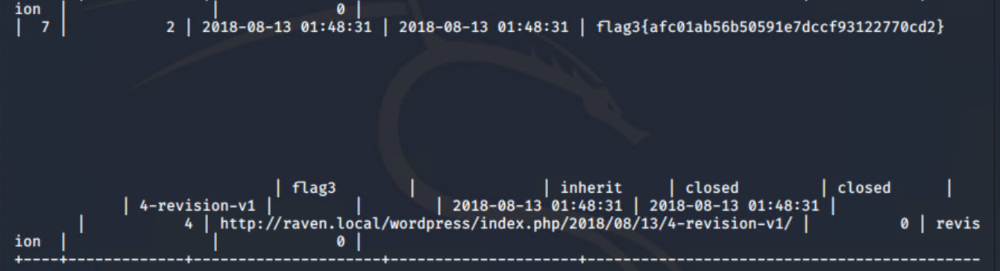 ion | | 0 |
| 7 | 2 | 2018-08-13 01:48:31 | 2018-08-13 01:48:31 | flag3{afc01ab56b50591e7dccf93122770cd2}
| flag3 | | inherit | closed | closed |
| 4-revision-v1 | | | 2018-08-13 01:48:31 | 2018-08-13 01:48:31 |
| 4 | http://raven.local/wordpress/index.php/2018/08/13/4-revision-v1/ | 0 | revis
ion | | 0 |
+----+-------------+---------------------+---------------------+--------------------------------------------